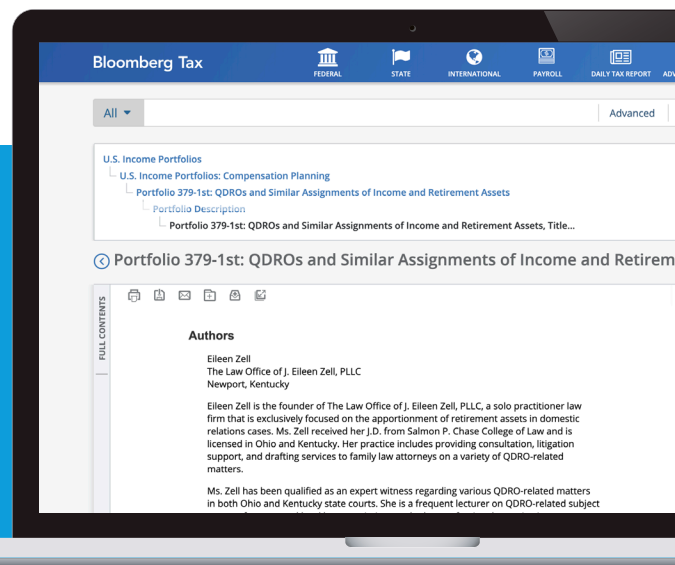 Bloomberg Tax
FEDERAL
STATE
INTERNATIONAL
PAYROLL
DAILY TAX REPORT
ADV
All
Advanced
U.S. Income Portfolios
U.S. Income Portfolios: Compensation Planning
Portfolio 379-1st: QDROs and Similar Assignments of Income and Retirement Assets
Portfolio Description
Portfolio 379-1st: QDROs and Similar Assignments of Income and Retirement Assets, Title...
Portfolio 379-1st: QDROs and Similar Assignments of Income and Retirem
FULL CONTENTS
Authors
Eileen Zell
The Law Office of J. Eileen Zell, PLLC
Newport, Kentucky
Eileen Zell is the founder of The Law Office of J. Eileen Zell, PLLC, a solo practitioner law
firm that is exclusively focused on the apportionment of retirement assets in domestic
relations cases. Ms. Zell received her J.D. from Salmon P. Chase College of Law and is
licensed in Ohio and Kentucky. Her practice includes providing consultation, litigation
support, and drafting services to family law attorneys on a variety of QDRO-related
matters.
Ms. Zell has been qualified as an expert witness regarding various QDRO-related matters
in both Ohio and Kentucky state courts. She is a frequent lecturer on QDRO-related subject